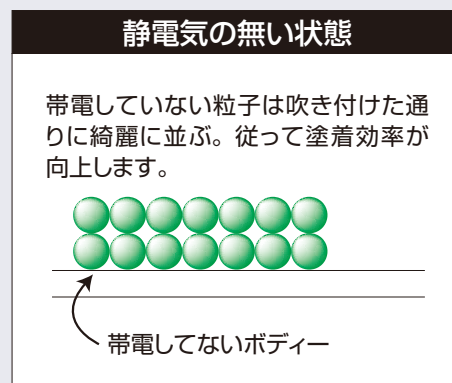 静電気の無い状態
帯電していない粒子は吹き付けた通
りに綺麗に並ぶ。従って塗着効率が
向上します。
帯電してないボディー